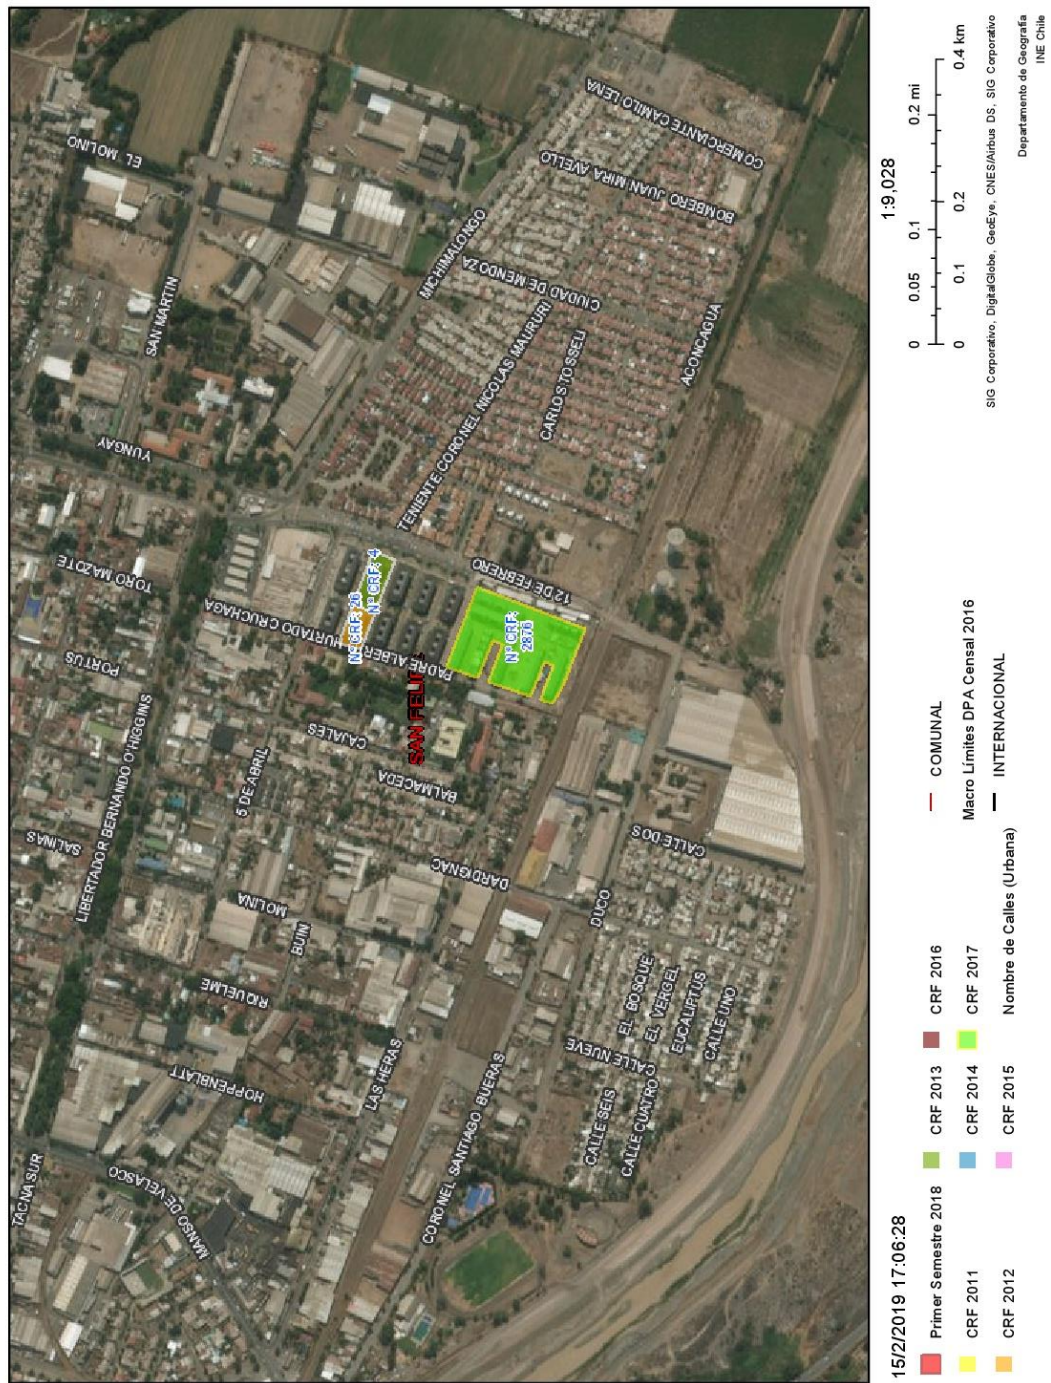 TACNA SUR
MANSO DE VELASCO
HOPPENBLATT
RIQUELME
MOLINA
BUIN
SALINAS
LIBERTADOR BERNANDO O'HIGGINS
5 DE ABRIL
PORTUS
TORO MAZOTE
YUNGAY
SAN MARTIN
EL MOLINO
LAS HERAS
CORONEL SANTIAGO BUERAS
DARDIGNAC
BALMACEDA
CAJALES
PADRE ALBERTO HURTADO CRUCHAGA
Nº CRF: 26
Nº CRF: 4
Nº CRF:
2876
12 DE FEBRERO
TENIENTE CORONEL NICOLAS MAURURI
MICHIMALONGO
CIUDAD DE MENDOZA
CARLOS TOSSELI
ACONCAGUA
BOMBERO JUAN MIRA AVELLO
COMERCIANTE CAMILO LENA
DUCO
CALLE DOS
CALLE SEIS
CALLE CUATRO
CALLE NUEVE
EL BOSQUE
EL VERGEL
EUCALIPTUS
CALLE UNO
15/2/2019 17:06:28
Primer Semestre 2018
CRF 2011
CRF 2012
CRF 2013
CRF 2014
CRF 2015
CRF 2016
CRF 2017
Nombre de Calles (Urbana)
COMUNAL
Macro Límites DPA Censal 2016
INTERNACIONAL
1:9,028
0 0.05 0.1 0.2 mi
0 0.1 0.2 0.4 km
SIG Corporativo, DigitalGlobe, GeoEye, CNES/Airbus DS, SIG Corporativo
Departamento de Geografía
INE Chile